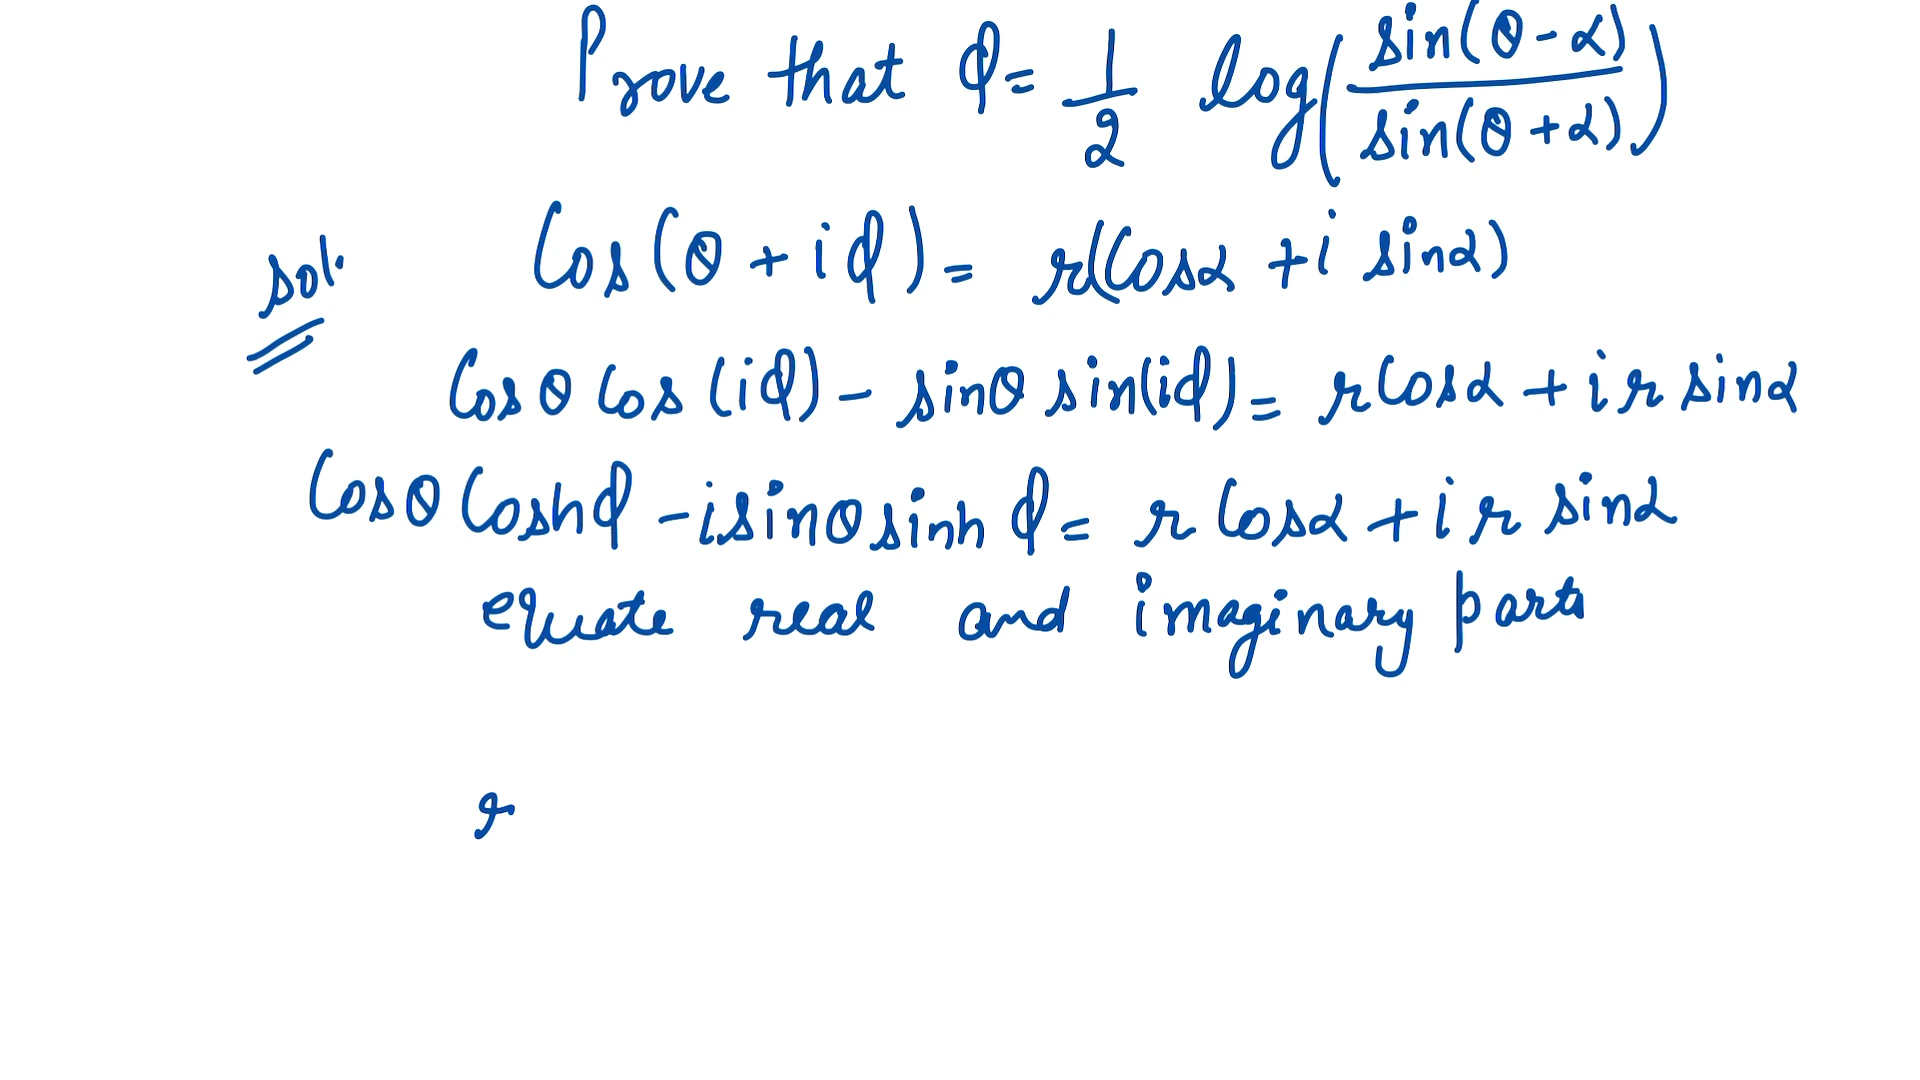 Prove that φ = 1/2 log(sin(θ-α)/sin(θ+α))
sol. Cos(θ + iφ) = r(Cosα + i sinα)
Cosθ Cos(iφ) - sinθ sin(iφ) = rCosα + i r sinα
Cosθ Coshφ - i sinθ sinhφ = r Cosα + i r sinα
equate real and imaginary parts
r